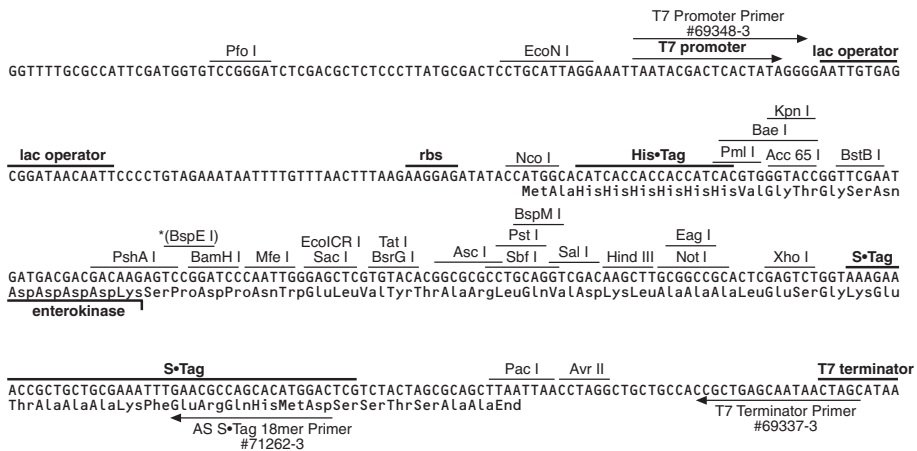 T7 Promoter Primer
#69348-3
Pfo I EcoN I T7 promoter lac operator
GGTTTTGCGCCATTCGATGGTGTCCGGGATCTCGACGCTCTCCCTTATGCGACTCCTGCATTAGGAAATTAATACGACTCACTATAGGGGAATTGTGAG
Kpn I
Bae I
lac operator rbs Nco I His•Tag Pml I Acc 65 I BstB I
CGGATAACAATTCCCCTGTAGAAATAATTTTGTTTAACTTTAAGAAGGAGATATACCATGGCACATCACCACCACCATCACGTGGGTACCGGTTCGAAT
MetAlaHisHisHisHisHisHisValGlyThrGlySerAsn
BspM I
*(BspE I) EcoICR I Tat I Pst I Eag I
PshA I BamH I Mfe I Sac I BsrG I Asc I Sbf I Sal I Hind III Not I Xho I S•Tag
GATGACGACGACAAGAGTCCGGATCCCAATTGGGAGCTCGTGTACACGGCGCGCCTGCAGGTCGACAAGCTTGCGGCCGCACTCGAGTCTGGTAAAGAA
AspAspAspAspLysSerProAspProAsnTrpGluLeuValTyrThrAlaArgLeuGlnValAspLysLeuAlaAlaAlaLeuGluSerGlyLysGlu
enterokinase
S•Tag Pac I Avr II T7 terminator
ACCGCTGCTGCGAAATTTGAACGCCAGCACATGGACTCGTCTACTAGCGCAGCTTAATTAACCTAGGCTGCTGCCACCGCTGAGCAATAACTAGCATAA
ThrAlaAlaAlaLysPheGluArgGlnHisMetAspSerSerThrSerAlaAlaEnd
AS S•Tag 18mer Primer
#71262-3
T7 Terminator Primer
#69337-3